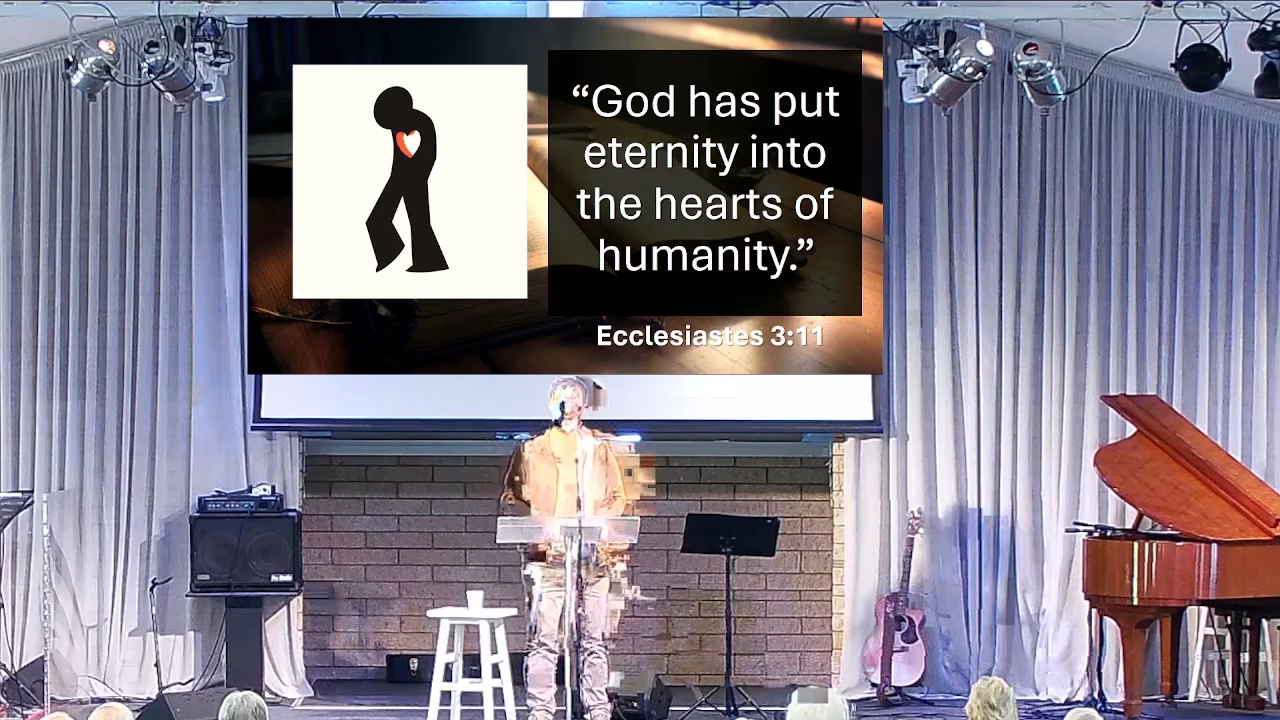 “God has put
eternity into
the hearts of
humanity.”
Ecclesiastes 3:11